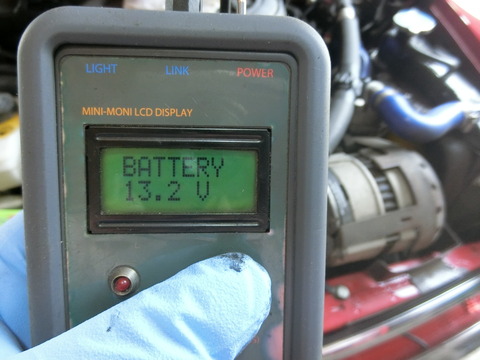 LIGHT LINK POWER
MINI-MONI LCD DISPLAY
BATTERY
13.2 V